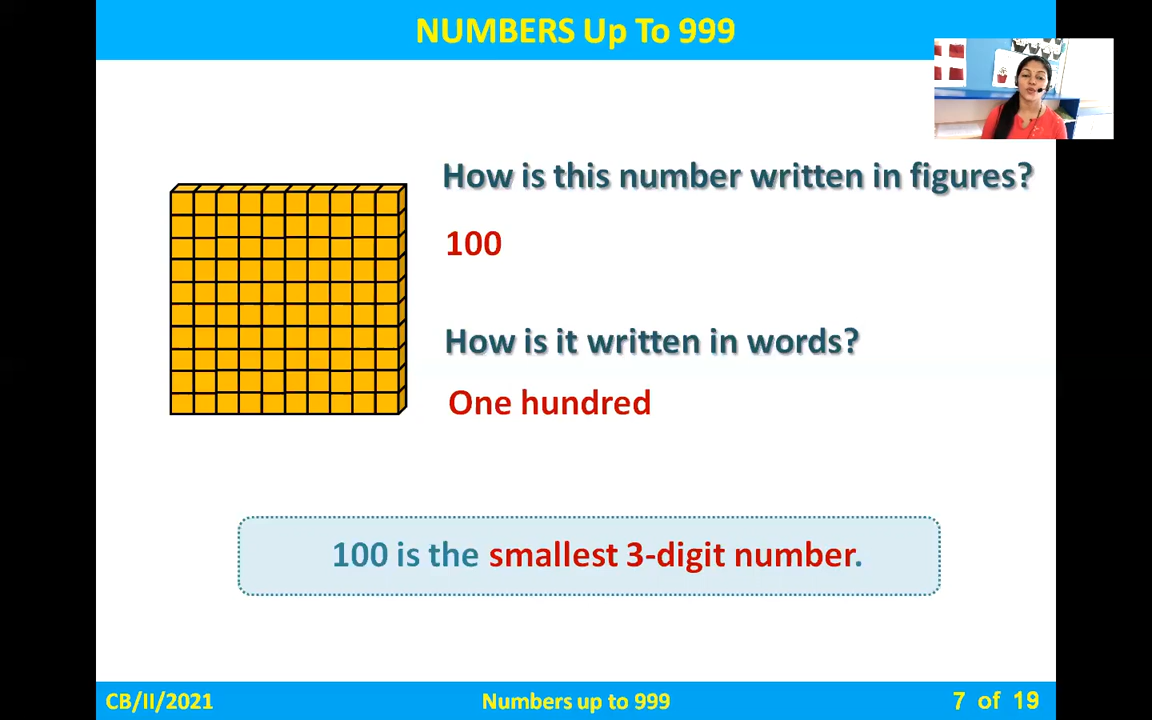 NUMBERS Up To 999
How is this number written in figures?
100
How is it written in words?
One hundred
100 is the smallest 3-digit number.
CB/II/2021
Numbers up to 999
7 of 19